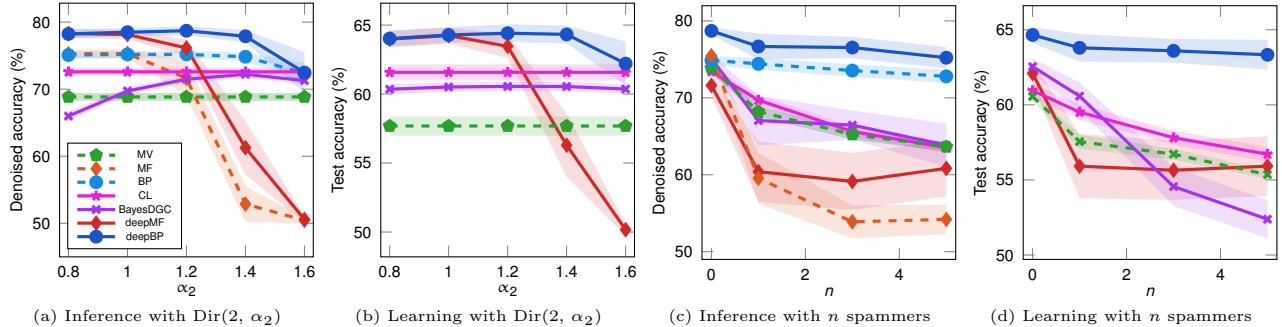 Denoised accuracy (%)
80
70
60
50
0.8
1
1.2
1.4
1.6
α2
MV
MF
BP
CL
BayesDGC
deepMF
deepBP
(a) Inference with Dir(2, α2)
Test accuracy (%)
65
60
55
50
0.8
1
1.2
1.4
1.6
α2
(b) Learning with Dir(2, α2)
Denoised accuracy (%)
80
70
60
50
0
2
4
n
(c) Inference with n spammers
Test accuracy (%)
65
60
55
50
0
2
4
n
(d) Learning with n spammers